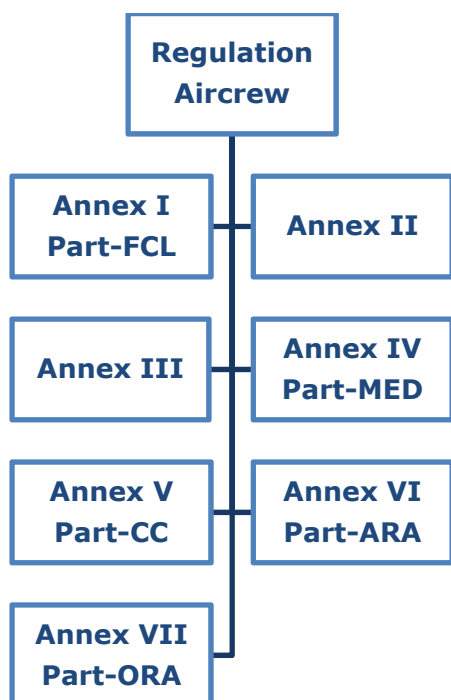 Regulation
Aircrew
Annex I
Part-FCL
Annex II
Annex III
Annex IV
Part-MED
Annex V
Part-CC
Annex VI
Part-ARA
Annex VII
Part-ORA